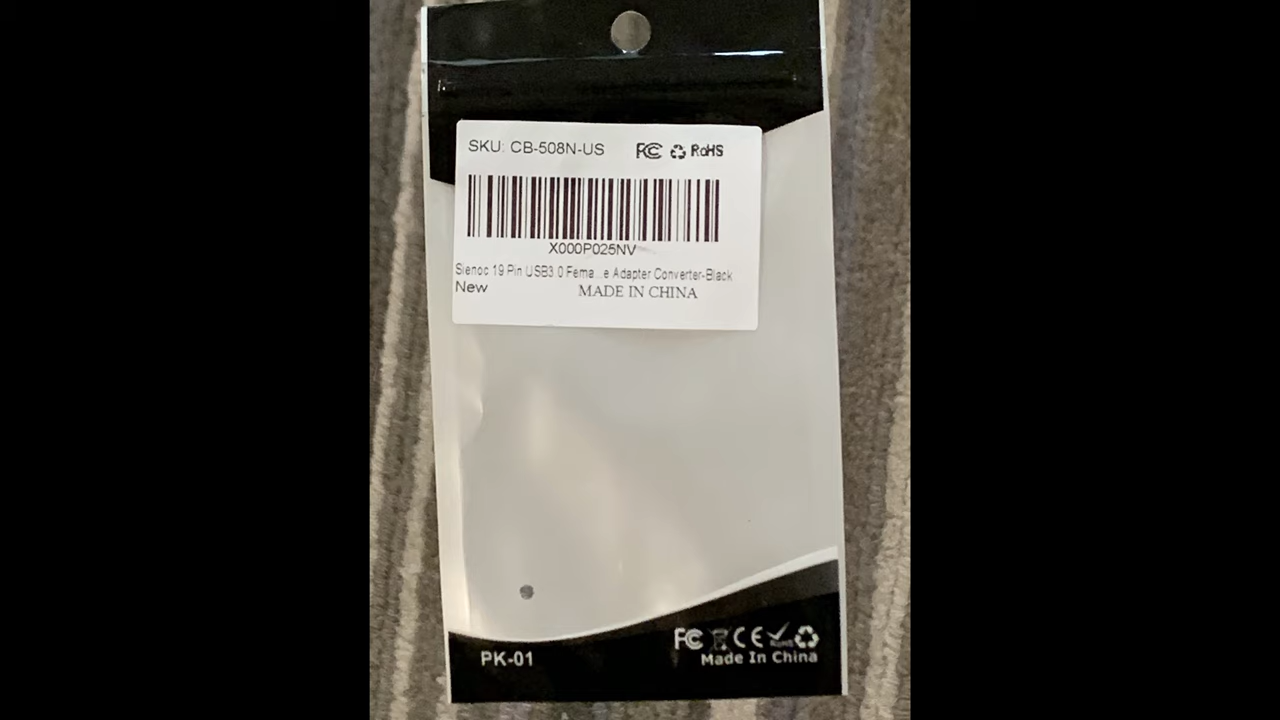 SKU: CB-508N-US FC RoHS
X000P025NV
Sienoc 19 Pin USB3.0 Fema...e Adapter Converter-Black
New MADE IN CHINA
FC CE RoHS
PK-01 Made In China